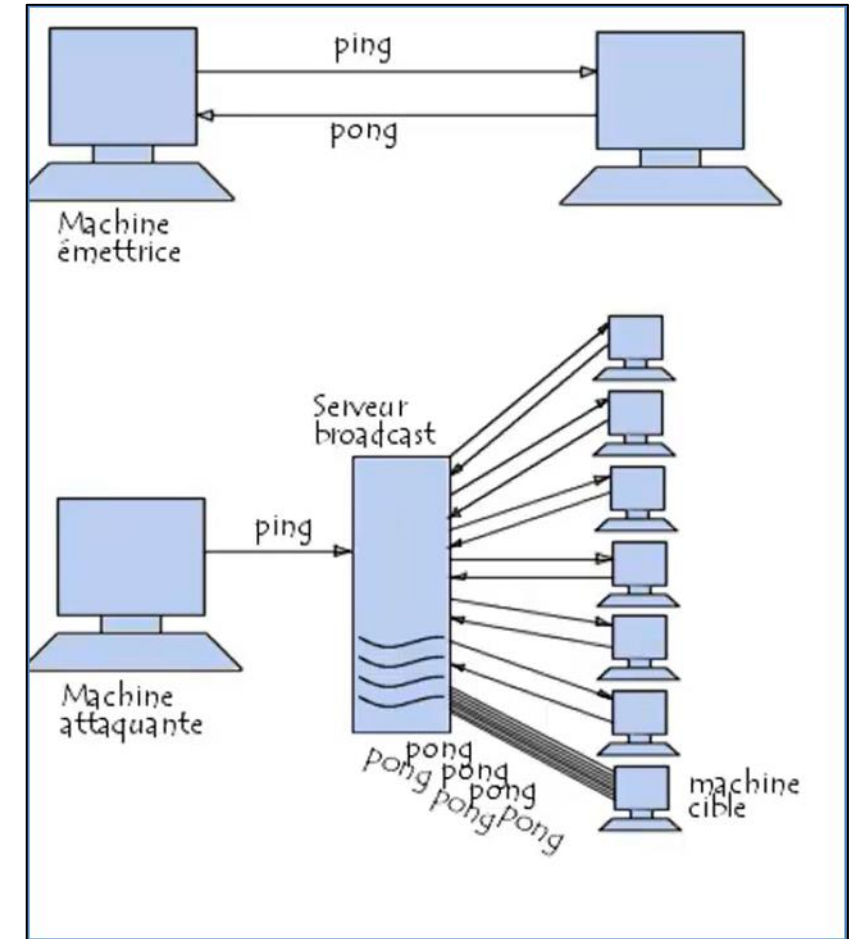 ping
pong
Machine
émettrice
Serveur
broadcast
ping
Machine
attaquante
pong
pong
pong
pong
pong
pong
machine
cible